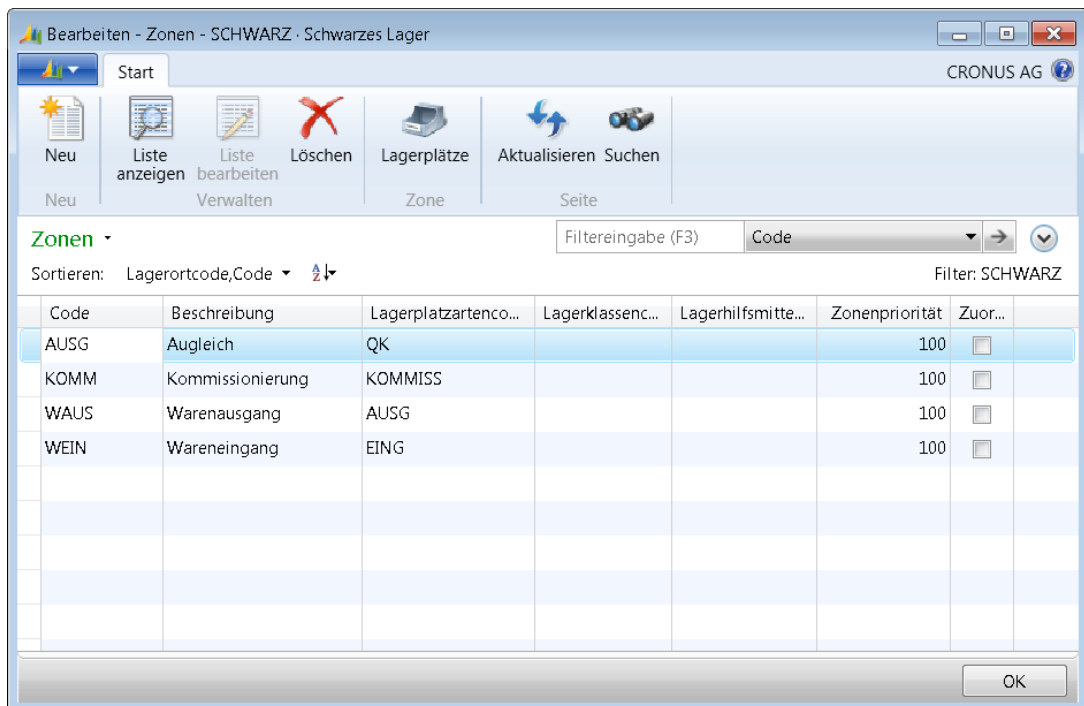 Bearbeiten - Zonen - SCHWARZ · Schwarzes Lager
Start
CRONUS AG
Neu
Liste anzeigen
Liste bearbeiten
Löschen
Lagerplätze
Aktualisieren
Suchen
Neu
Verwalten
Zone
Seite
Zonen
Filtereingabe (F3)
Code
Sortieren: Lagerortcode,Code
Filter: SCHWARZ
Code Beschreibung Lagerplatzartenco... Lagerklassenc... Lagerhilfsmitte... Zonenpriorität Zuor...
AUSG Augleich QK 100
KOMM Kommissionierung KOMMISS 100
WAUS Warenausgang AUSG 100
WEIN Wareneingang EING 100
OK